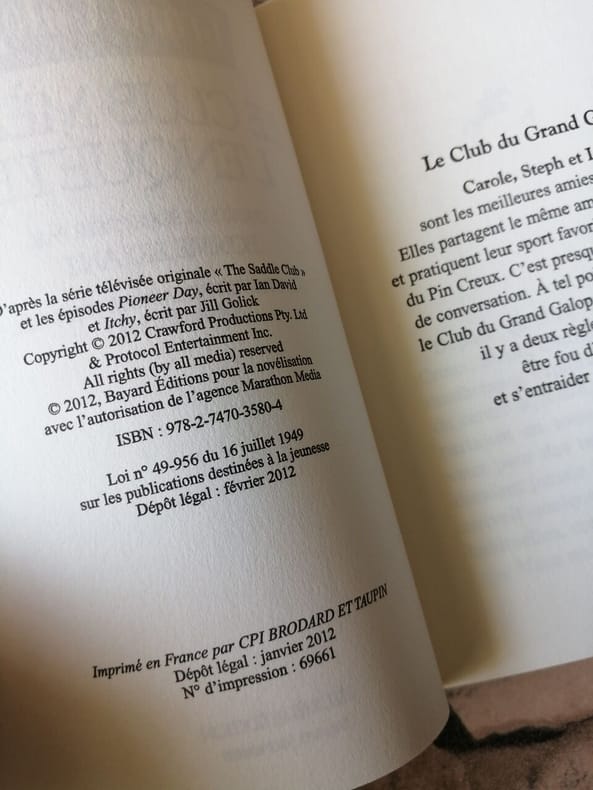 D'après la série télévisée originale « The Saddle Club »
et les épisodes Pioneer Day, écrit par Ian David
et Itchy, écrit par Jill Golick
Copyright © 2012 Crawford Productions Pty. Ltd
& Protocol Entertainment Inc.
All rights (by all media) reserved
© 2012, Bayard Éditions pour la novélisation
avec l'autorisation de l'agence Marathon Media
ISBN : 978-2-7470-3580-4
Loi n° 49-956 du 16 juillet 1949
sur les publications destinées à la jeunesse
Dépôt légal : février 2012
Imprimé en France par CPI BRODARD ET TAUPIN
Dépôt légal : janvier 2012
N° d'impression : 69661
Le Club du Grand G
Carole, Steph et
sont les meilleures amies
Elles partagent le même am
et pratiquent leur sport favori
du Pin Creux. C'est presqu
de conversation. À tel po
le Club du Grand Galop
il y a deux règle
être fou d
et s'entraider